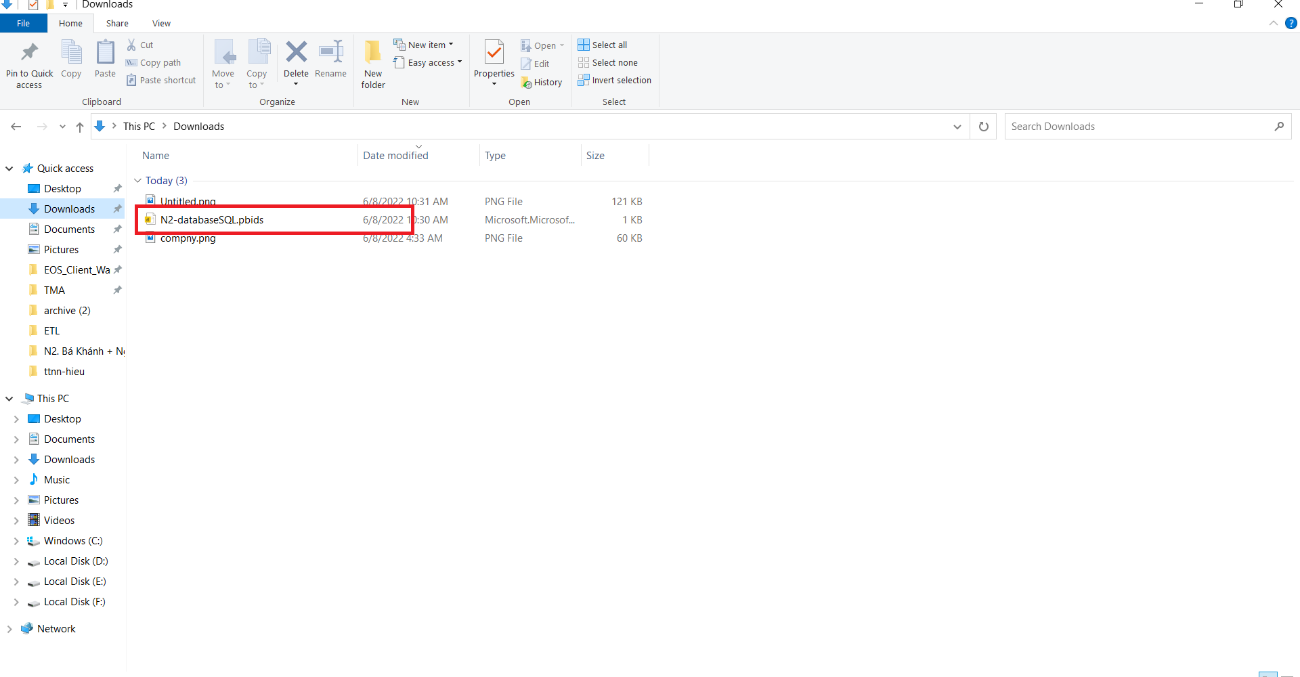 Downloads
File Home Share View
Pin to Quick access
Copy
Paste
Cut
Copy path
Paste shortcut
Clipboard
Move to
Copy to
Delete
Rename
Organize
New folder
New item
Easy access
New
Properties
Open
Edit
History
Open
Select all
Select none
Invert selection
Select
This PC > Downloads
Search Downloads
Name Date modified Type Size
Today (3)
Untitled.png 6/8/2022 10:31 AM PNG File 121 KB
N2-databaseSQL.pbids 6/8/2022 10:30 AM Microsoft.Microsof... 1 KB
compny.png 6/8/2022 4:33 AM PNG File 60 KB
Quick access
Desktop
Downloads
Documents
Pictures
EOS_Client_Wa
TMA
archive (2)
ETL
N2. Bá Khánh + Ng
ttnn-hieu
This PC
Desktop
Documents
Downloads
Music
Pictures
Videos
Windows (C:)
Local Disk (D:)
Local Disk (E:)
Local Disk (F:)
Network